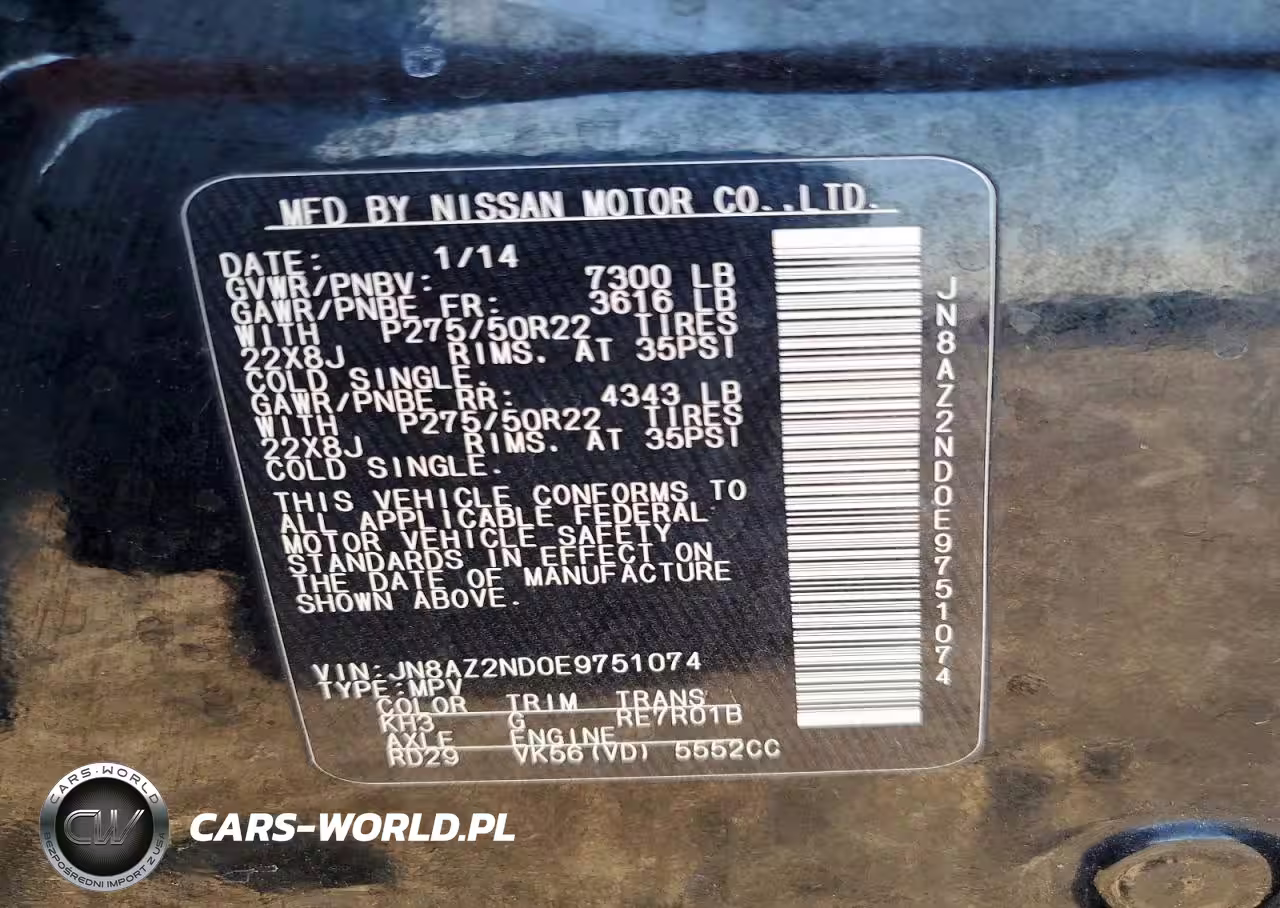 MFD BY NISSAN MOTOR CO.,LTD.
DATE: 1/14
GVWR/PNBV: 7300 LB
GAWR/PNBE FR: 3616 LB
WITH P275/50R22 TIRES
22X8J RIMS. AT 35PSI
COLD SINGLE.
GAWR/PNBE RR: 4343 LB
WITH P275/50R22 TIRES
22X8J RIMS. AT 35PSI
COLD SINGLE.
THIS VEHICLE CONFORMS TO
ALL APPLICABLE FEDERAL
MOTOR VEHICLE SAFETY
STANDARDS IN EFFECT ON
THE DATE OF MANUFACTURE
SHOWN ABOVE.
VIN:JN8AZ2ND0E9751074
TYPE:MPV
COLOR TRIM TRANS
KH3 G RE7R01B
AXLE ENGINE
RD29 VK56(VD) 5552CC
JN8AZ2ND0E9751074
CARS-WORLD
CW
BEZPOŚREDNI IMPORT Z USA
CARS-WORLD.PL